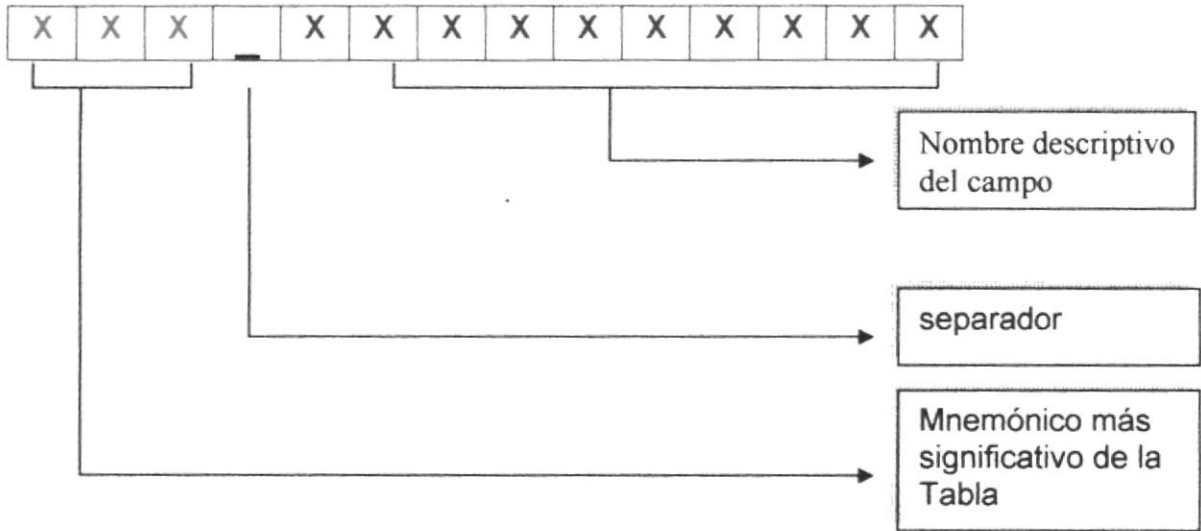 X X X _ X X X X X X X X X X
Nombre descriptivo
del campo
separador
Mnemónico más
significativo de la
Tabla